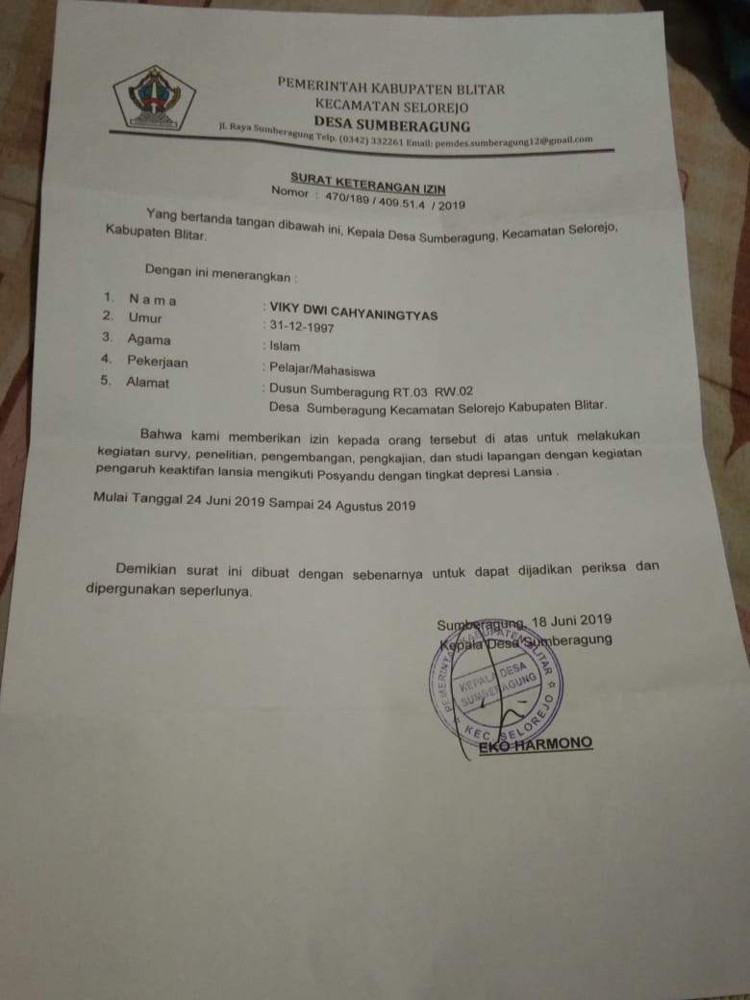 PEMERINTAH KABUPATEN BLITAR
KECAMATAN SELOREJO
DESA SUMBERAGUNG
Jl. Raya Sumberagung Telp. (0342) 332261 Email: pemdes.sumberagung12@gmail.com
SURAT KETERANGAN IZIN
Nomor : 470/189 / 409.51.4 / 2019
Yang bertanda tangan dibawah ini, Kepala Desa Sumberagung, Kecamatan Selorejo,
Kabupaten Blitar.
Dengan ini menerangkan :
1. N a m a : VIKY DWI CAHYANINGTYAS
2. Umur : 31-12-1997
3. Agama : Islam
4. Pekerjaan : Pelajar/Mahasiswa
5. Alamat : Dusun Sumberagung RT.03 RW.02
Desa Sumberagung Kecamatan Selorejo Kabupaten Blitar.
Bahwa kami memberikan izin kepada orang tersebut di atas untuk melakukan
kegiatan survy, penelitian, pengembangan, pengkajian, dan studi lapangan dengan kegiatan
pengaruh keaktifan lansia mengikuti Posyandu dengan tingkat depresi Lansia .
Mulai Tanggal 24 Juni 2019 Sampai 24 Agustus 2019
Demikian surat ini dibuat dengan sebenarnya untuk dapat dijadikan periksa dan
dipergunakan seperlunya.
Sumberagung, 18 Juni 2019
Kepala Desa Sumberagung
PEMERINTAH KABUPATEN BLITAR
KEPALA DESA
SUMBERAGUNG
KEC. SELOREJO
EKO HARMONO